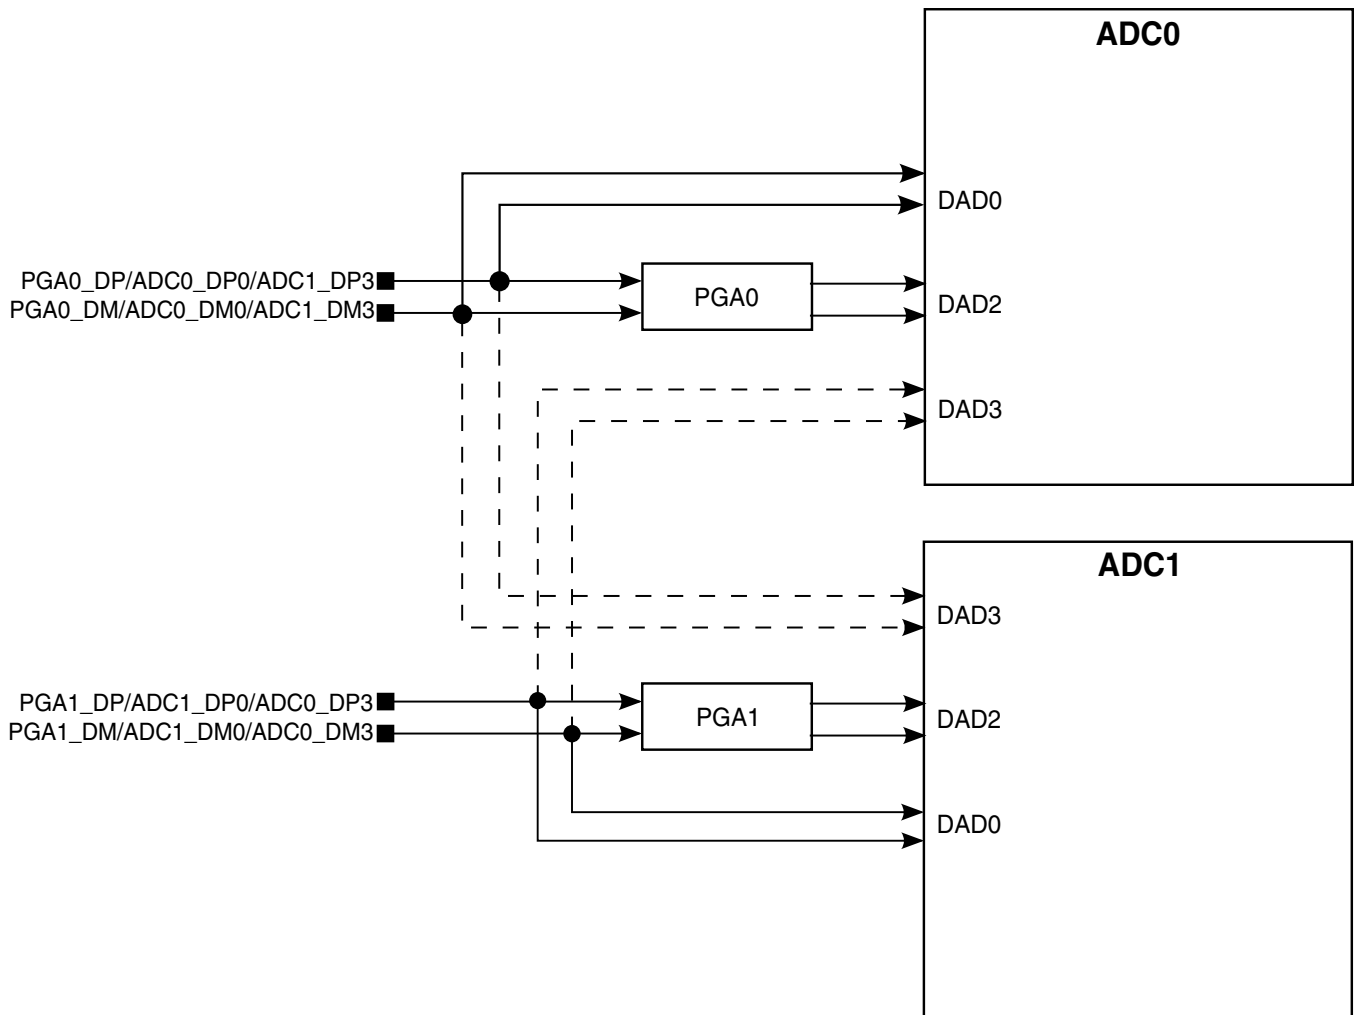 ADC0
DAD0
PGA0_DP/ADC0_DP0/ADC1_DP3
PGA0_DM/ADC0_DM0/ADC1_DM3
PGA0
DAD2
DAD3
ADC1
DAD3
PGA1_DP/ADC1_DP0/ADC0_DP3
PGA1_DM/ADC1_DM0/ADC0_DM3
PGA1
DAD2
DAD0